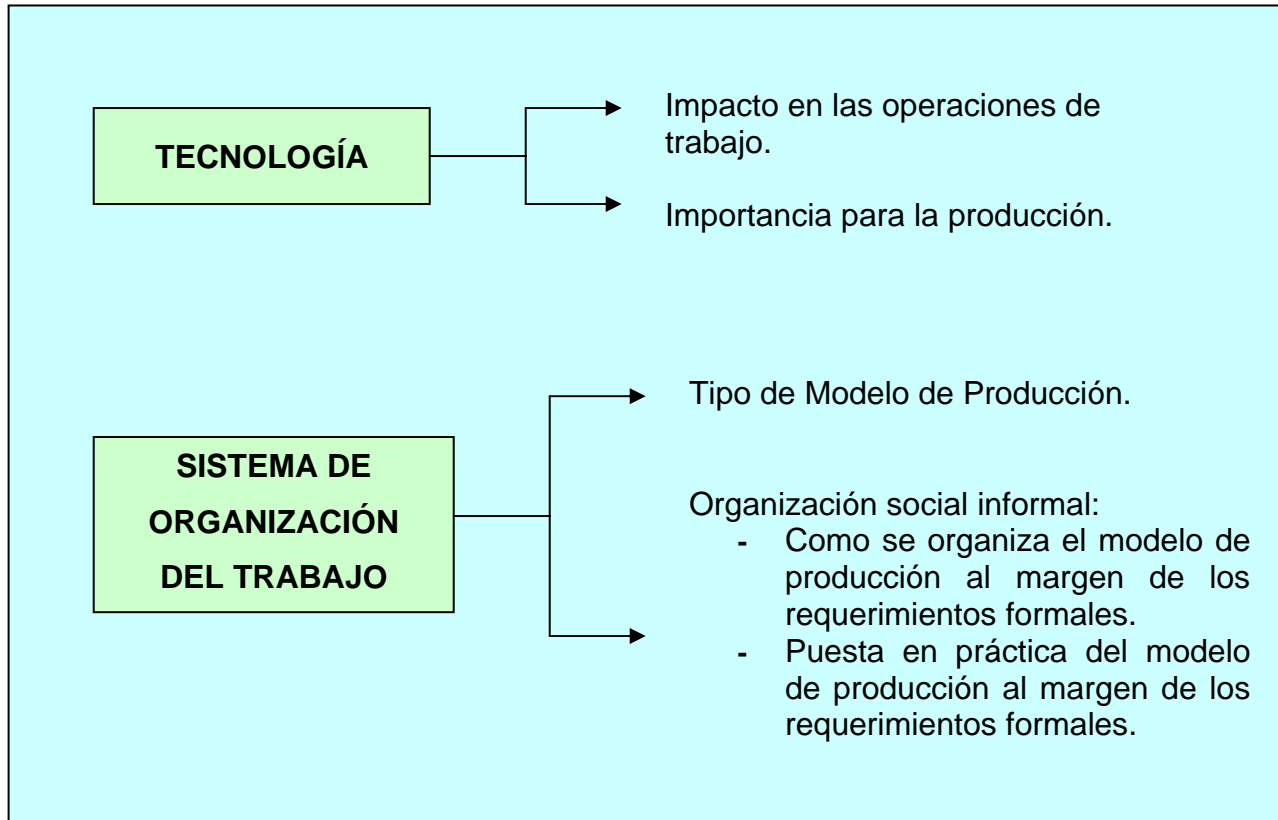 TECNOLOGÍA
Impacto en las operaciones de
trabajo.
Importancia para la producción.
SISTEMA DE
ORGANIZACIÓN
DEL TRABAJO
Tipo de Modelo de Producción.
Organización social informal:
- Como se organiza el modelo de
producción al margen de los
requerimientos formales.
- Puesta en práctica del modelo
de producción al margen de los
requerimientos formales.